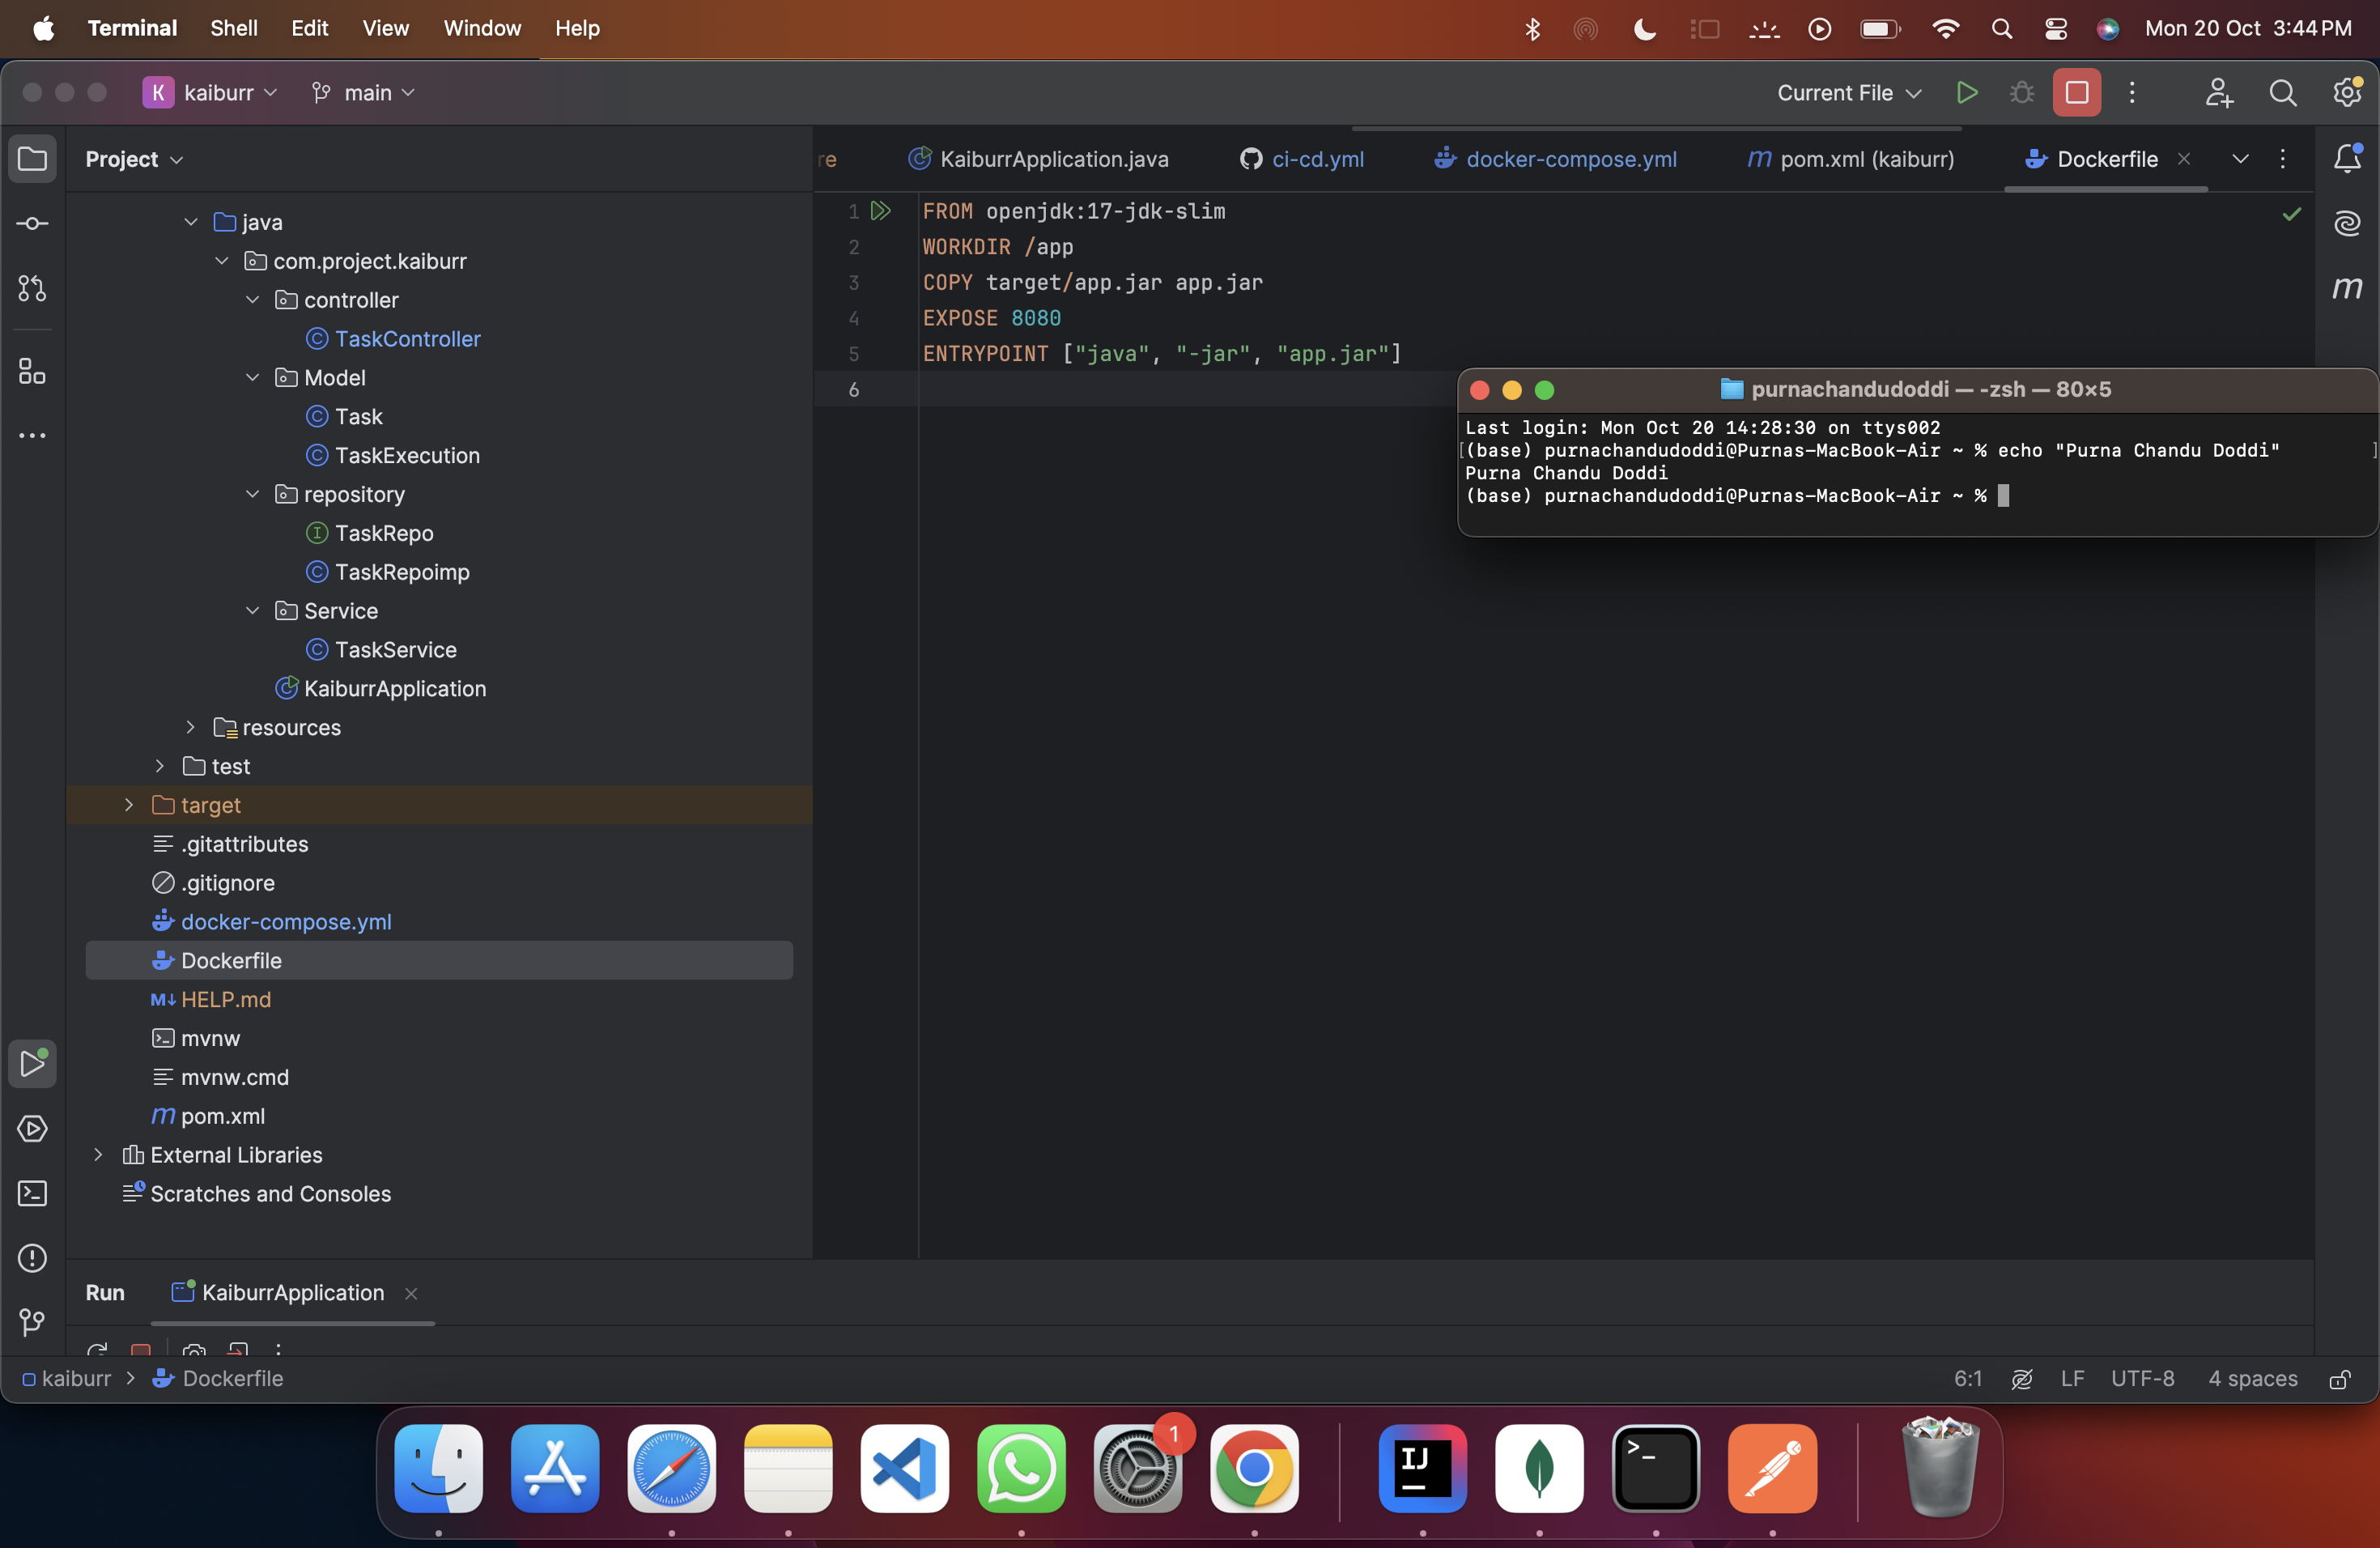 Terminal Shell Edit View Window Help Mon 20 Oct 3:44 PM
K kaiburr main Current File
Project
re KaiburrApplication.java ci-cd.yml docker-compose.yml m pom.xml (kaiburr) Dockerfile
java
com.project.kaiburr
controller
C TaskController
Model
C Task
C TaskExecution
repository
I TaskRepo
C TaskRepoimp
Service
C TaskService
C KaiburrApplication
resources
test
target
.gitattributes
.gitignore
docker-compose.yml
Dockerfile
M↓ HELP.md
mvnw
mvnw.cmd
m pom.xml
External Libraries
Scratches and Consoles
1 FROM openjdk:17-jdk-slim
2 WORKDIR /app
3 COPY target/app.jar app.jar
4 EXPOSE 8080
5 ENTRYPOINT ["java", "-jar", "app.jar"]
6
m
purnachandudoddi — -zsh — 80×5
Last login: Mon Oct 20 14:28:30 on ttys002
[(base) purnachandudoddi@Purnas-MacBook-Air ~ % echo "Purna Chandu Doddi" ]
Purna Chandu Doddi
(base) purnachandudoddi@Purnas-MacBook-Air ~ %
Run KaiburrApplication
kaiburr > Dockerfile 6:1 LF UTF-8 4 spaces
1
IJ
>_